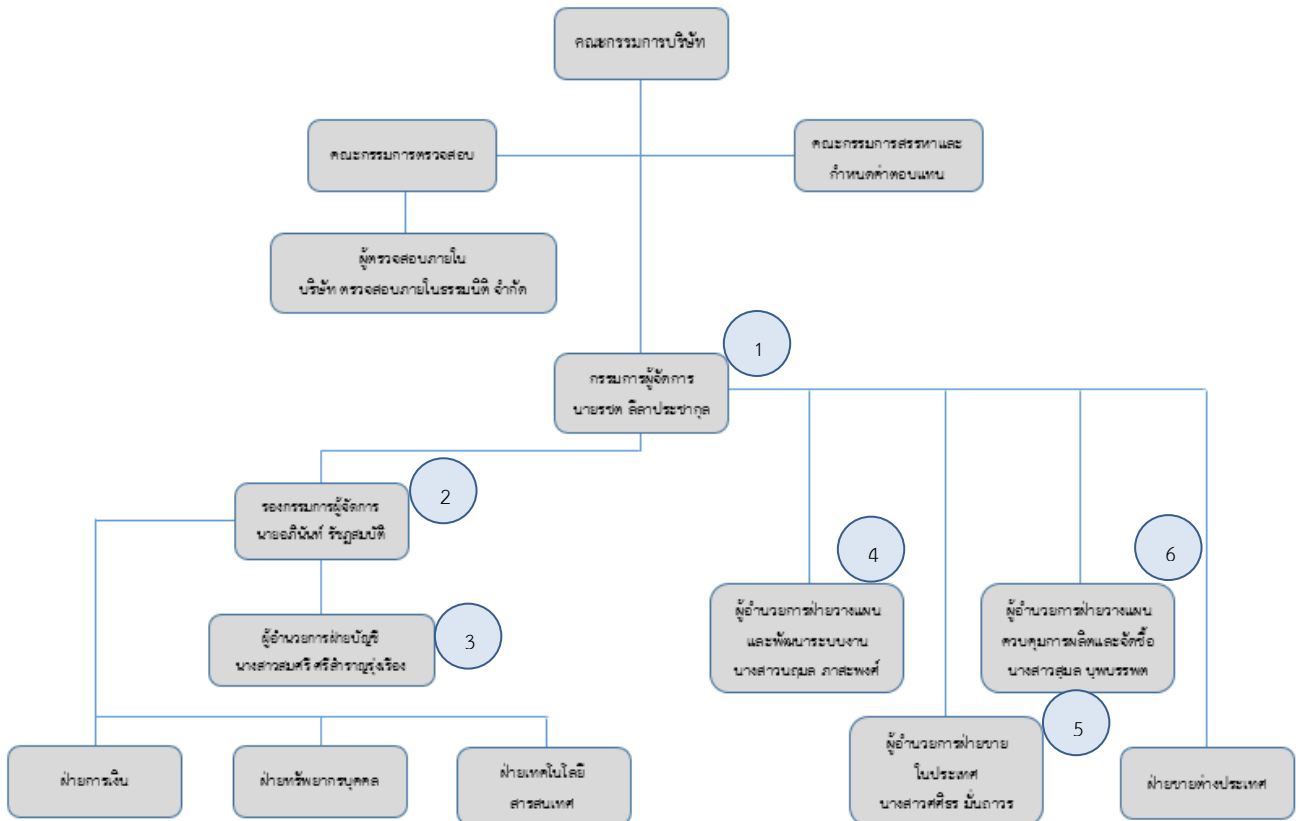 คณะกรรมการบริษัท
คณะกรรมการตรวจสอบ
คณะกรรมการสรรหาและ
กำหนดค่าตอบแทน
ผู้ตรวจสอบภายใน
บริษัท ตรวจสอบภายในธรรมนิติ จำกัด
1
กรรมการผู้จัดการ
นายรชต ลีลาประชากุล
2
รองกรรมการผู้จัดการ
นายอภินันท์ รัชฎสมบัติ
3
ผู้อำนวยการฝ่ายบัญชี
นางสาวสมศรี ศรีสำราญรุ่งเรือง
4
ผู้อำนวยการฝ่ายวางแผน
และพัฒนาระบบงาน
นางสาวนฤมล ภาสะพงศ์
6
ผู้อำนวยการฝ่ายวางแผน
ควบคุมการผลิตและจัดซื้อ
นางสาวสุมล บุพบรรพต
5
ผู้อำนวยการฝ่ายขาย
ในประเทศ
นางสาวศศิธร มั่นถาวร
ฝ่ายการเงิน
ฝ่ายทรัพยากรบุคคล
ฝ่ายเทคโนโลยี
สารสนเทศ
ฝ่ายขายต่างประเทศ